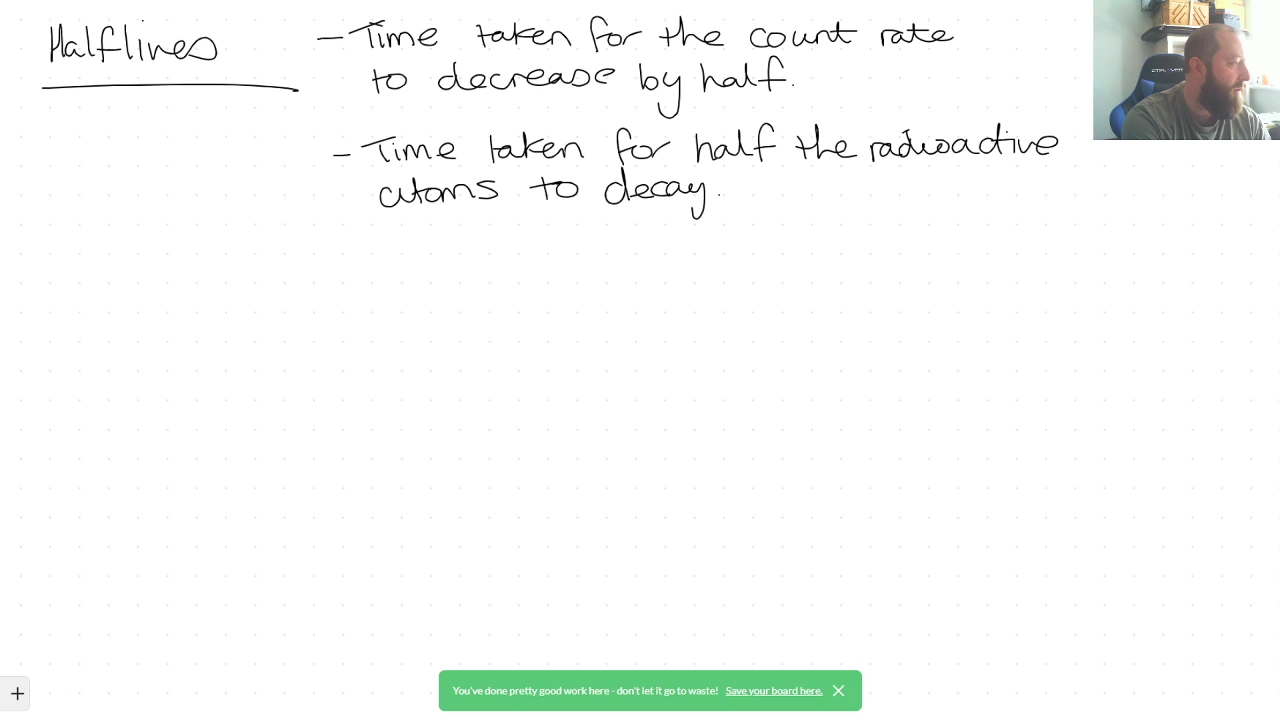 Halflives
– Time taken for the count rate
to decrease by half.
– Time taken for half the radioactive
atoms to decay.
You've done pretty good work here - don't let it go to waste! Save your board here.